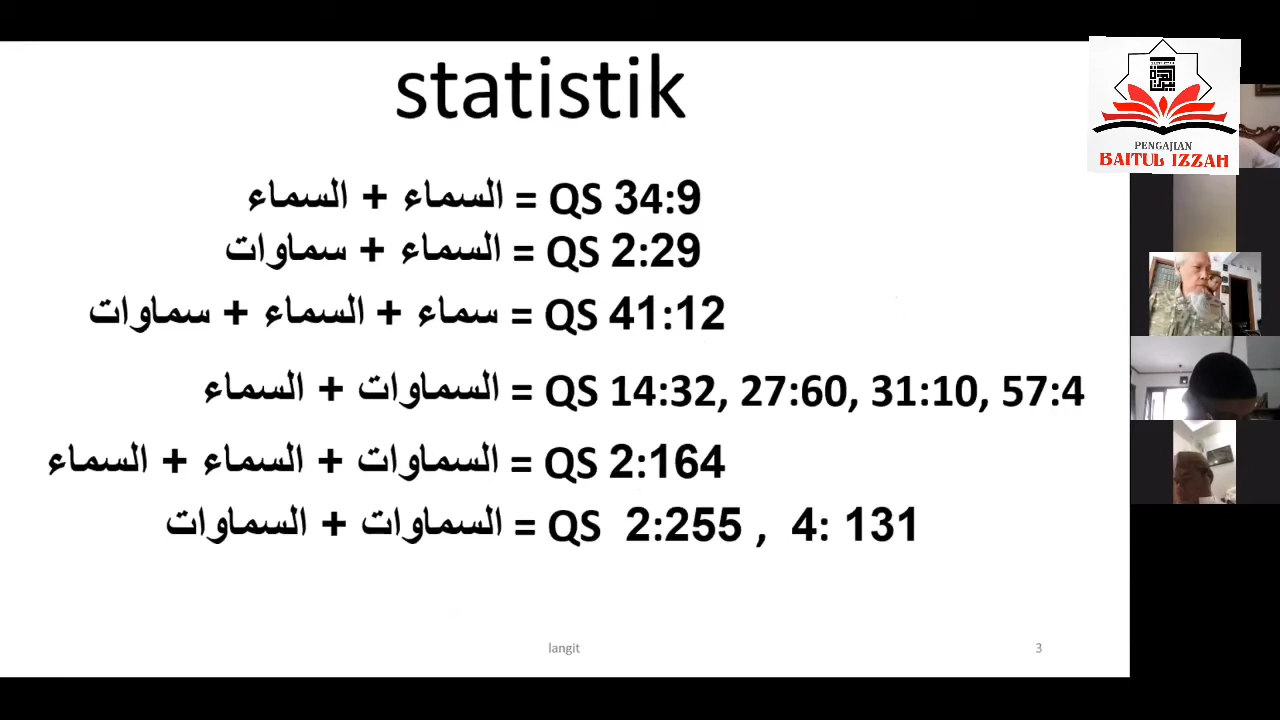 statistik
السماء + السماء = QS 34:9
السماء + سماوات = QS 2:29
سماء + السماء + سماوات = QS 41:12
السماوات + السماء = QS 14:32, 27:60, 31:10, 57:4
السماوات + السماء + السماء = QS 2:164
السماوات + السماوات = QS 2:255 , 4: 131
langit
3
PENGAJIAN
BAITUL IZZAH